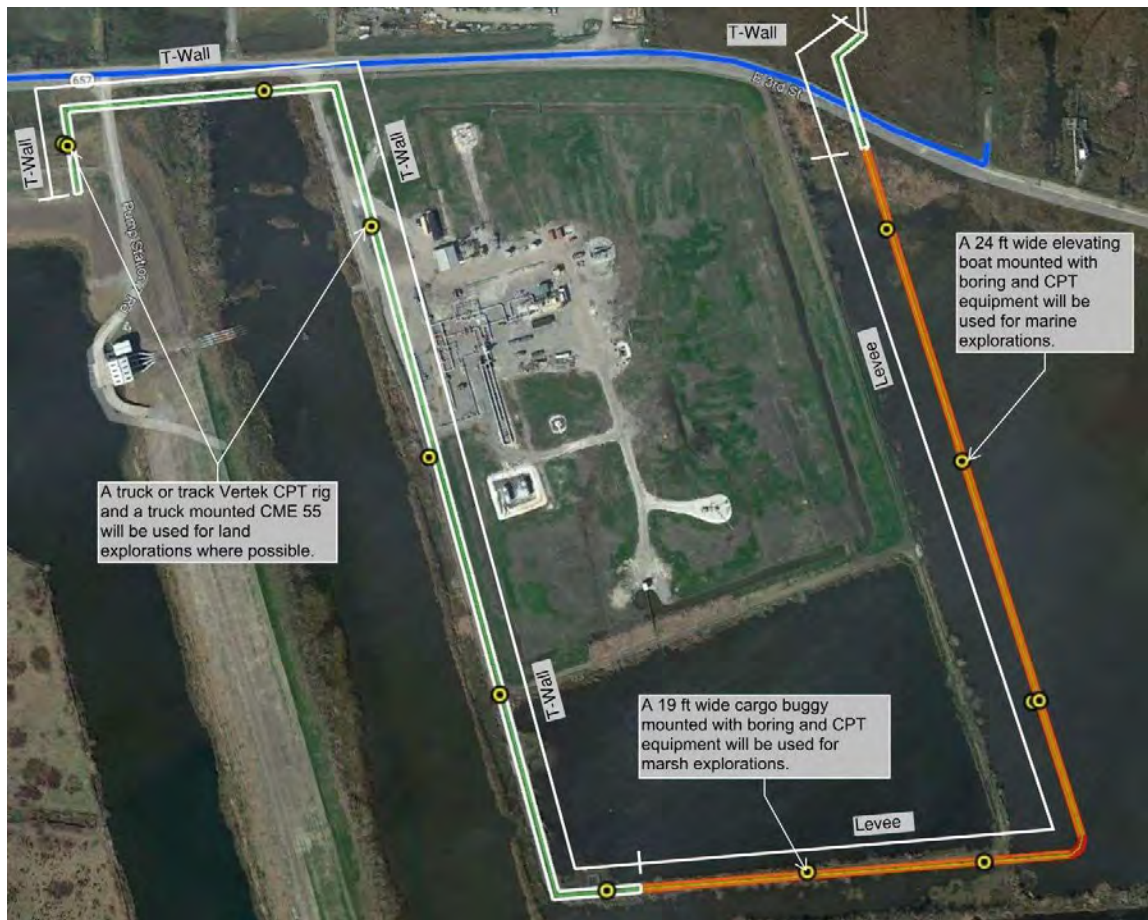 T-Wall
T-Wall
657
E 3rd St
T-Wall
T-Wall
Pump Station Rd
Levee
A 24 ft wide elevating
boat mounted with
boring and CPT
equipment will be
used for marine
explorations.
A truck or track Vertek CPT rig
and a truck mounted CME 55
will be used for land
explorations where possible.
T-Wall
A 19 ft wide cargo buggy
mounted with boring and CPT
equipment will be used for
marsh explorations.
Levee